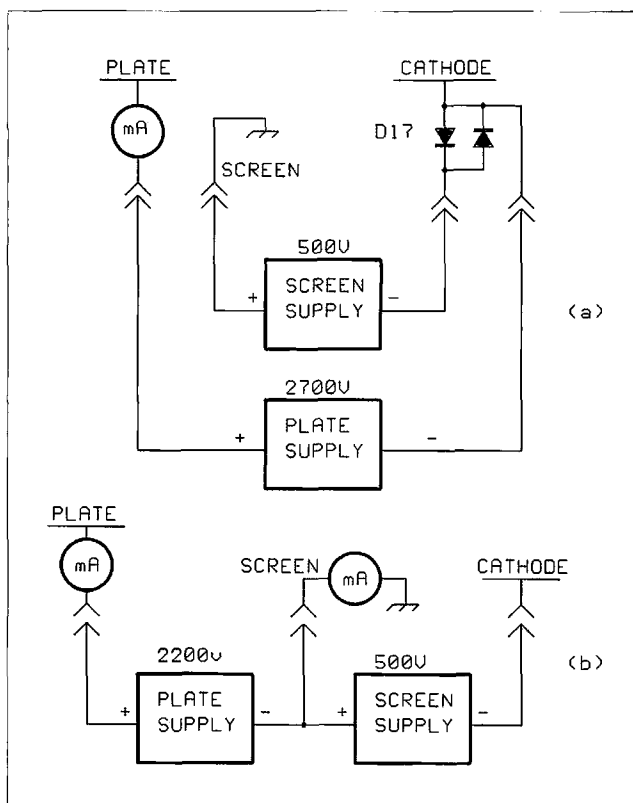 PLATE
CATHODE
mA
D17
SCREEN
500V
+ SCREEN SUPPLY -
(a)
2700V
+ PLATE SUPPLY -
PLATE
mA
SCREEN
mA
CATHODE
2200v
500V
(b)
+ PLATE SUPPLY - + SCREEN SUPPLY -